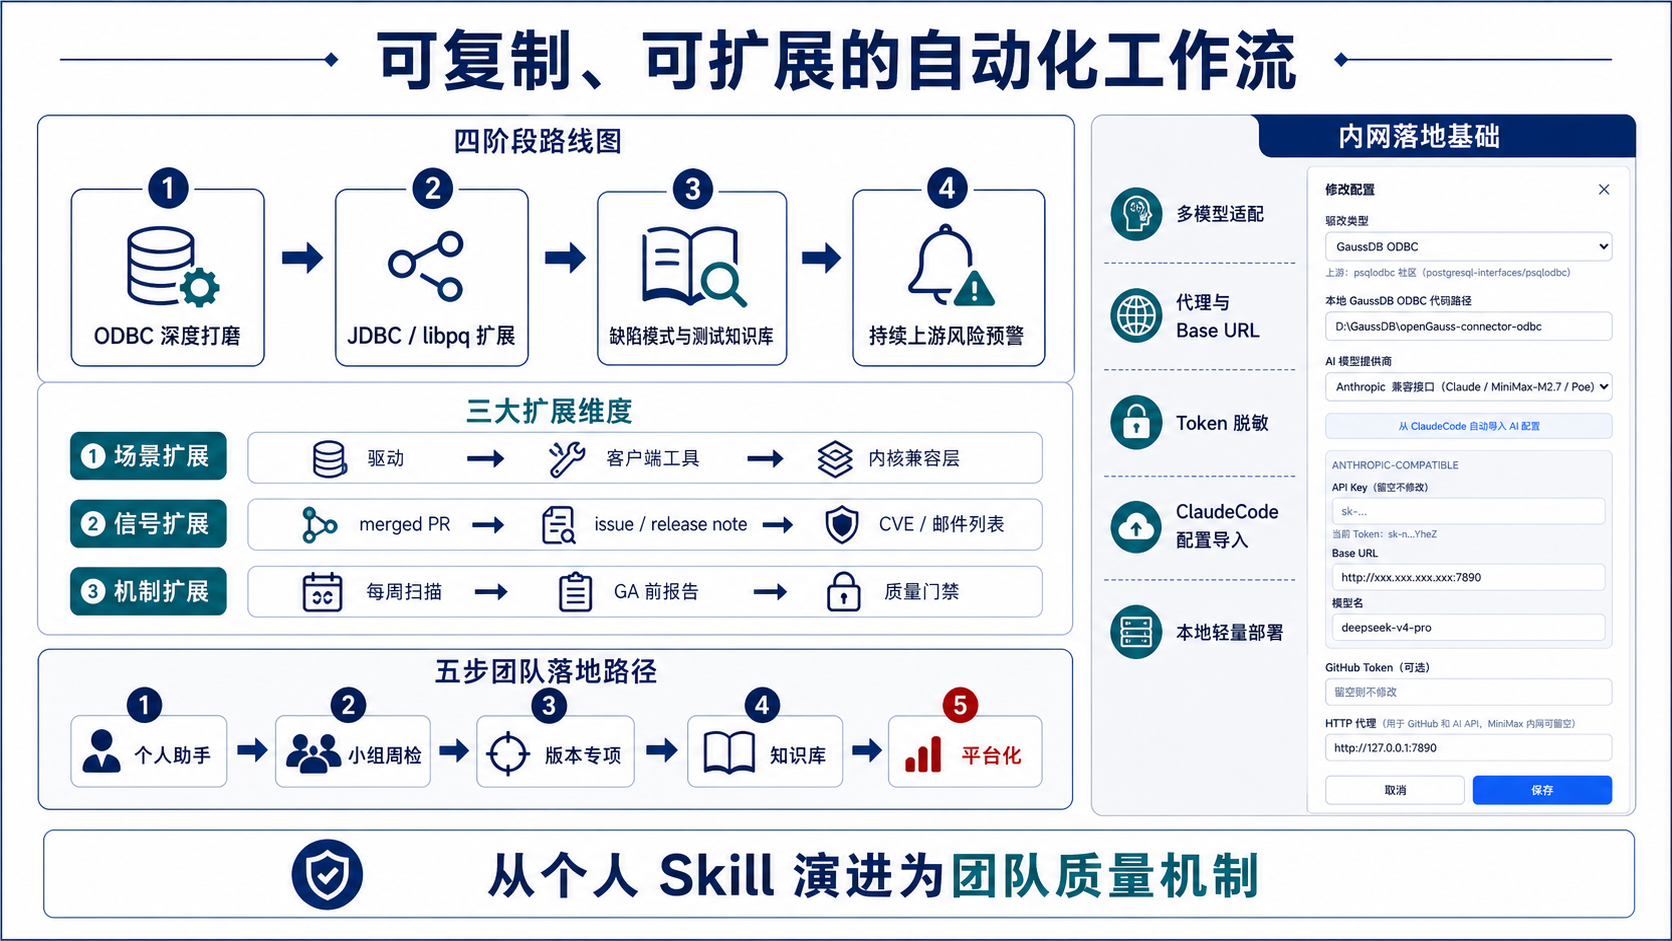 可复制、可扩展的自动化工作流
四阶段路线图
1
ODBC 深度打磨
2
JDBC / libpq 扩展
3
缺陷模式与测试知识库
4
持续上游风险预警
三大扩展维度
1 场景扩展
驱动
客户端工具
内核兼容层
2 信号扩展
merged PR
issue / release note
CVE / 邮件列表
3 机制扩展
每周扫描
GA 前报告
质量门禁
五步团队落地路径
1
个人助手
2
小组周检
3
版本专项
4
知识库
5
平台化
内网落地基础
多模型适配
代理与
Base URL
Token 脱敏
ClaudeCode
配置导入
本地轻量部署
修改配置
驱改类型
GaussDB ODBC
上游：psqlodbc 社区（postgresql-interfaces/psqlodbc）
本地 GaussDB ODBC 代码路径
D:\GaussDB\openGauss-connector-odbc
AI 模型提供商
Anthropic 兼容接口（Claude / MiniMax-M2.7 / Poe）
从 ClaudeCode 自动导入 AI 配置
ANTHROPIC-COMPATIBLE
API Key（留空不修改）
sk-...
当前 Token：sk-n...YheZ
Base URL
http://xxx.xxx.xxx.xxx:7890
模型名
deepseek-v4-pro
GitHub Token（可选）
留空则不修改
HTTP 代理（用于 GitHub 和 AI API，MiniMax 内网可留空）
http://127.0.0.1:7890
取消
保存
从个人 Skill 演进为团队质量机制